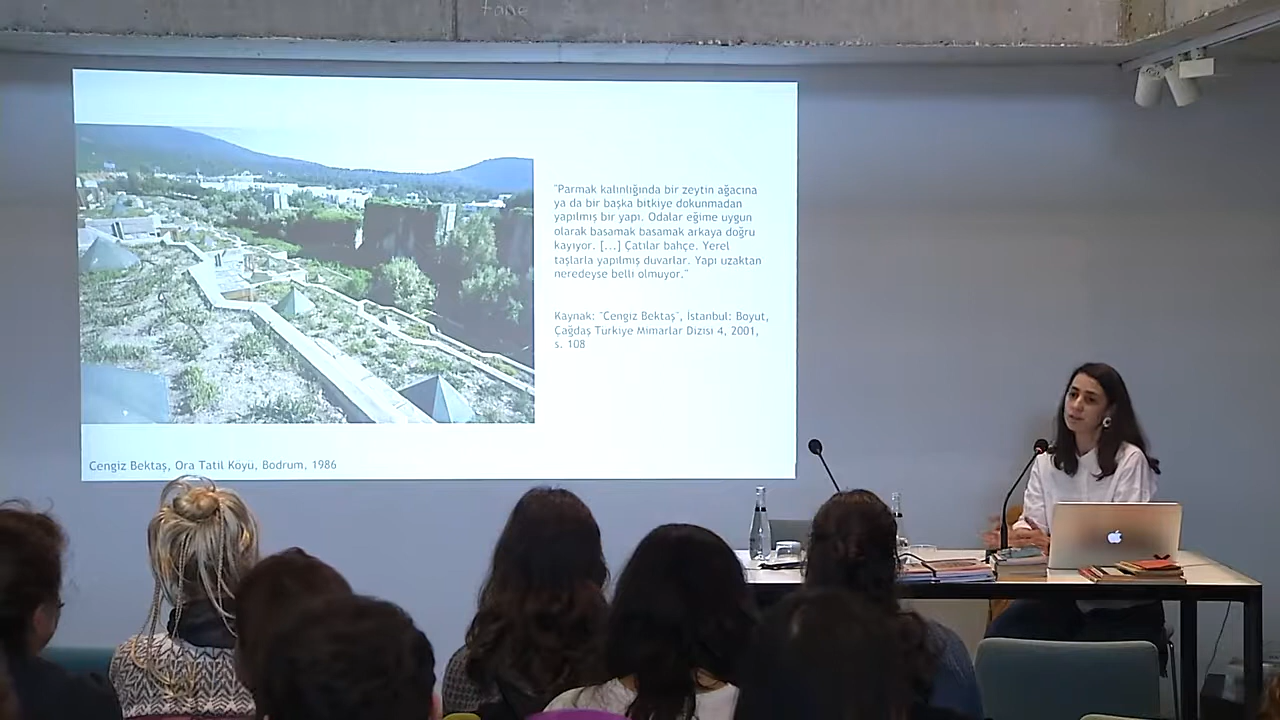 tane
"Parmak kalınlığında bir zeytin ağacına
ya da bir başka bitkiye dokunmadan
yapılmış bir yapı. Odalar eğime uygun
olarak basamak basamak arkaya doğru
kayıyor. [...] Çatılar bahçe. Yerel
taşlarla yapılmış duvarlar. Yapı uzaktan
neredeyse belli olmuyor."
Kaynak: "Cengiz Bektaş", İstanbul: Boyut,
Çağdaş Türkiye Mimarlar Dizisi 4, 2001,
s. 108
Cengiz Bektaş, Ora Tatil Köyü, Bodrum, 1986